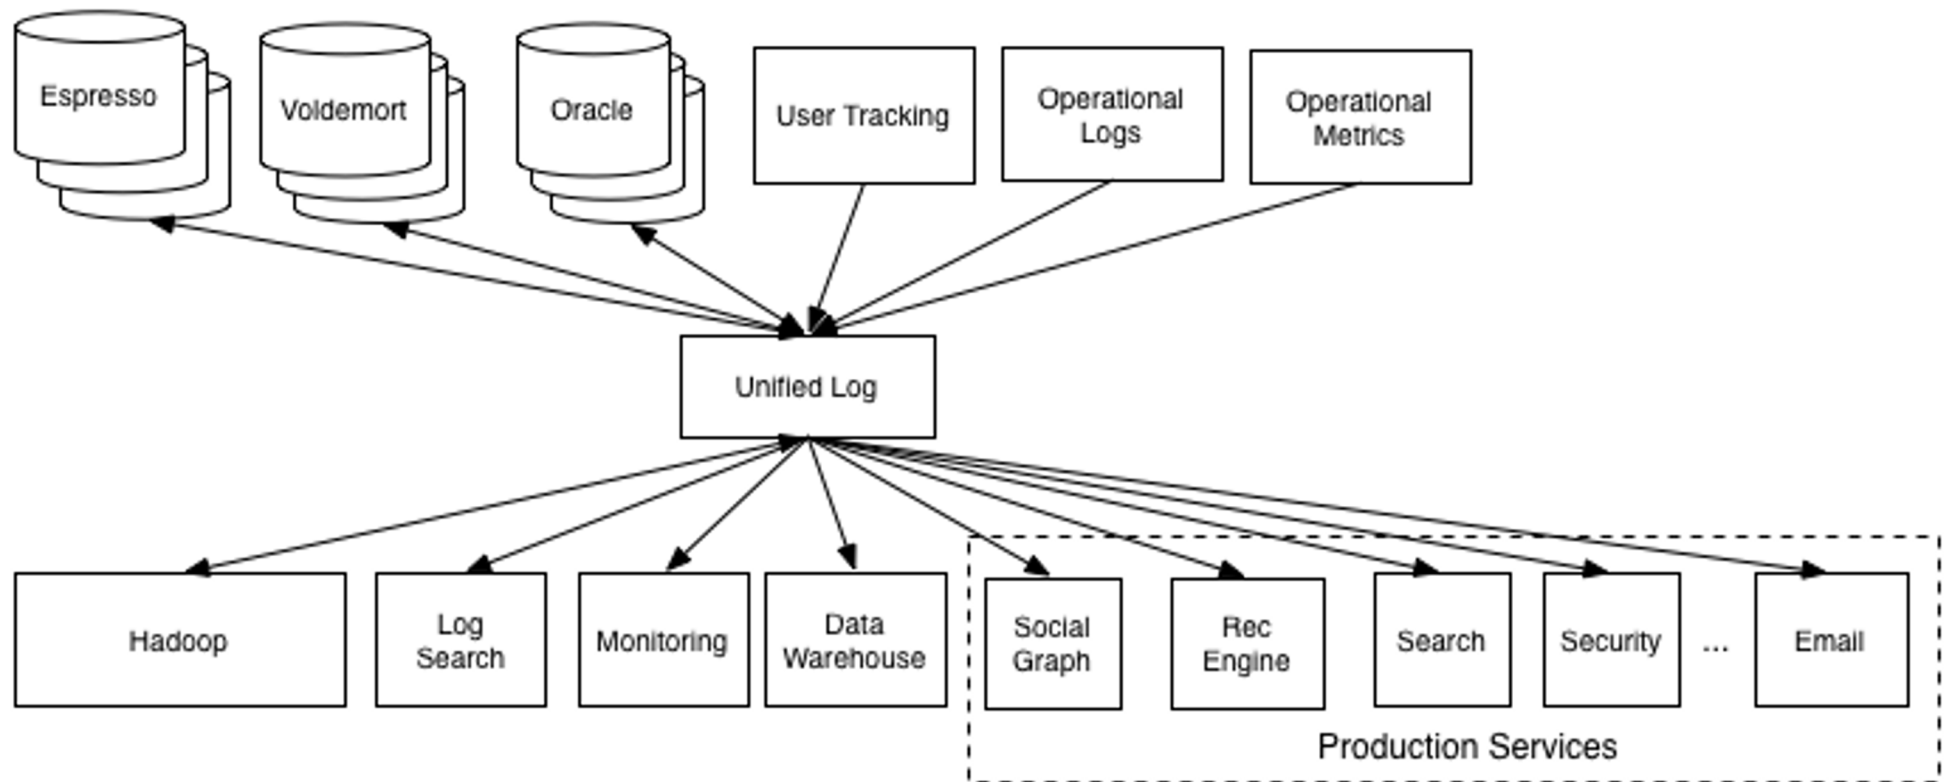 Espresso
Voldemort
Oracle
User Tracking
Operational
Logs
Operational
Metrics
Unified Log
Hadoop
Log
Search
Monitoring
Data
Warehouse
Social
Graph
Rec
Engine
Search
Security
...
Email
Production Services